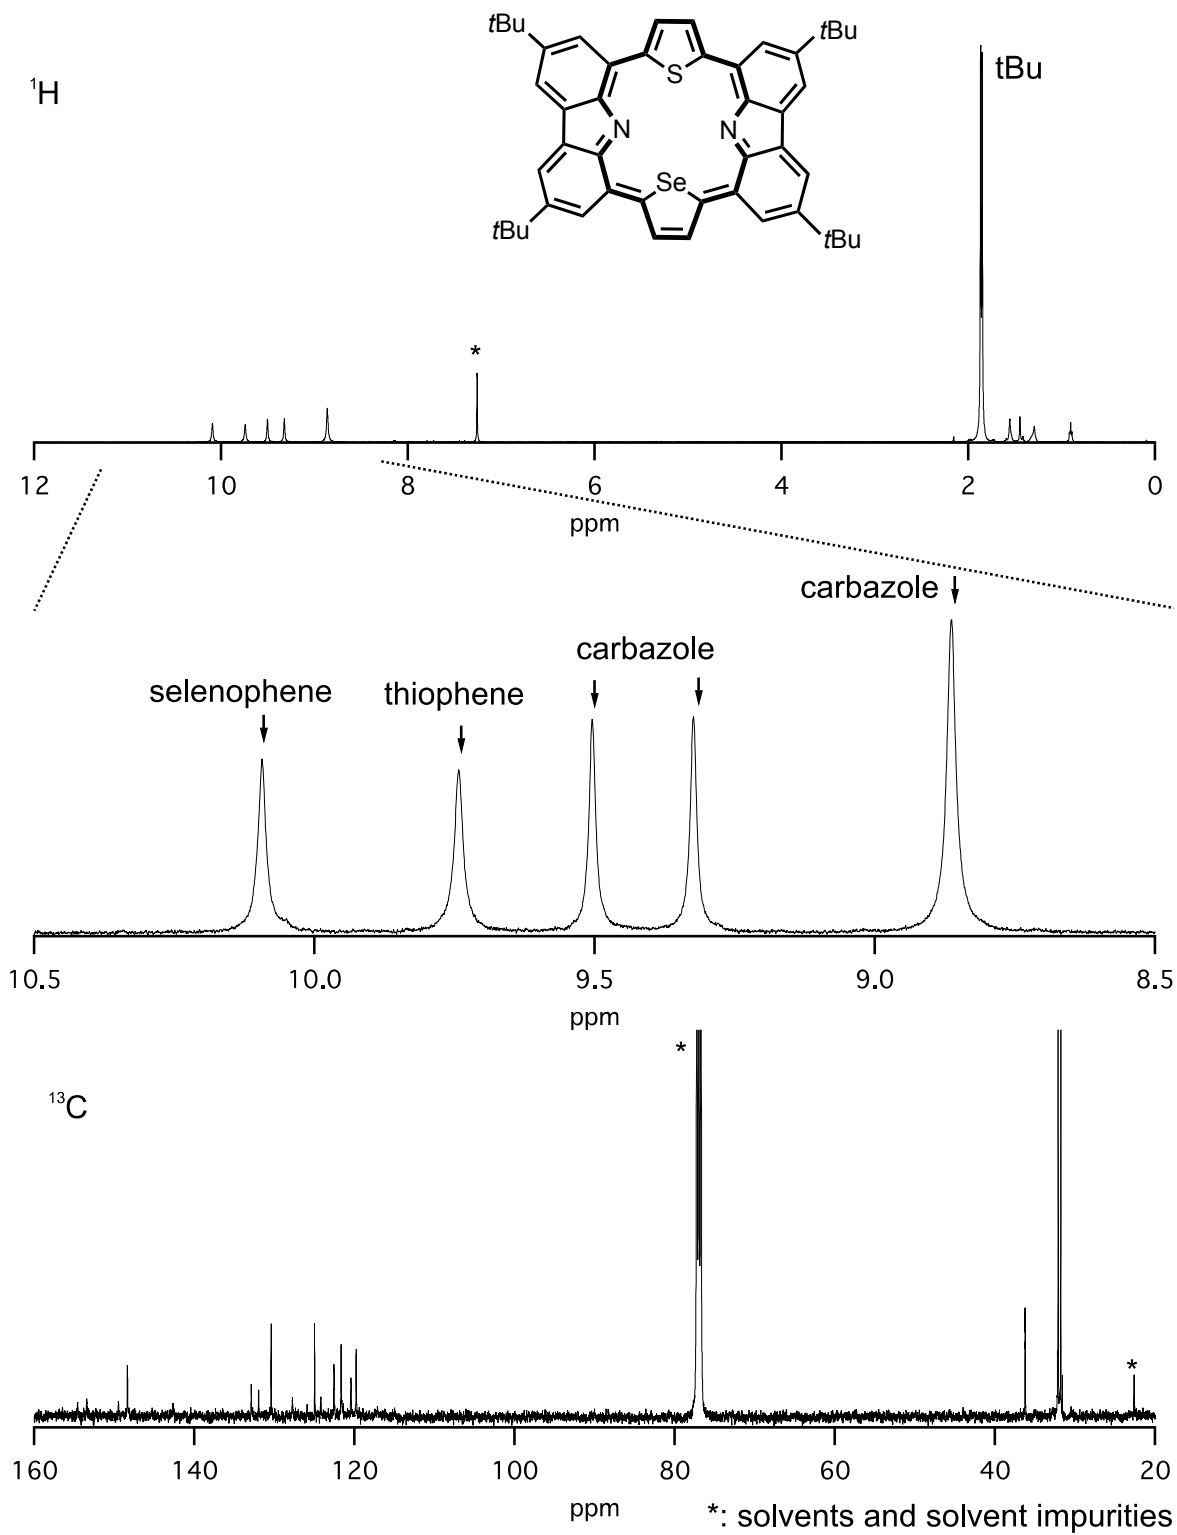 tBu
tBu
S
¹H
tBu
N
N
Se
tBu
tBu
*
12
10
8
6
4
2
0
ppm
carbazole
carbazole
selenophene
thiophene
10.5
10.0
9.5
9.0
8.5
ppm
*
¹³C
*
160
140
120
100
80
60
40
20
ppm
*: solvents and solvent impurities